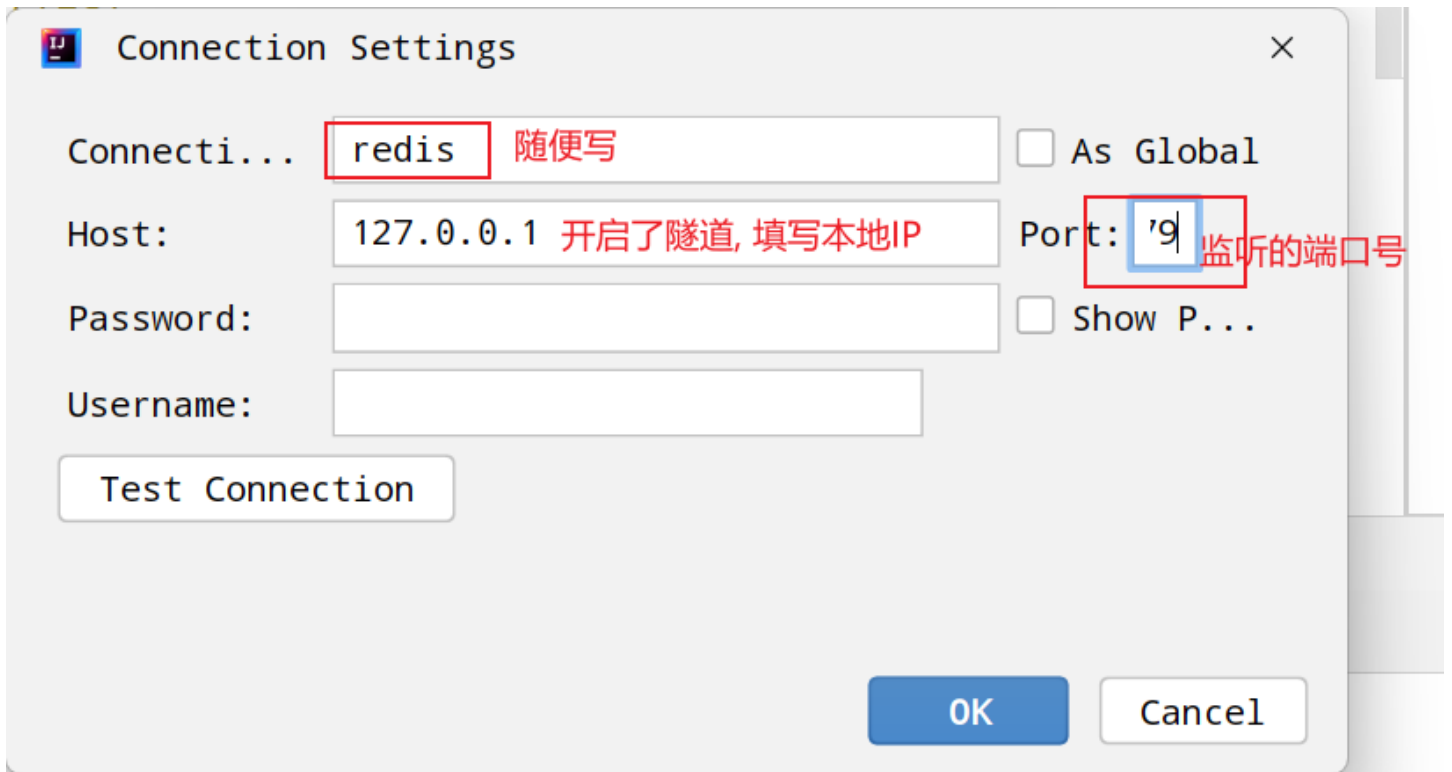 Connection Settings
Connecti... redis 随便写 As Global
Host: 127.0.0.1 开启了隧道, 填写本地IP Port: 79 监听的端口号
Password: Show P...
Username:
Test Connection
OK Cancel